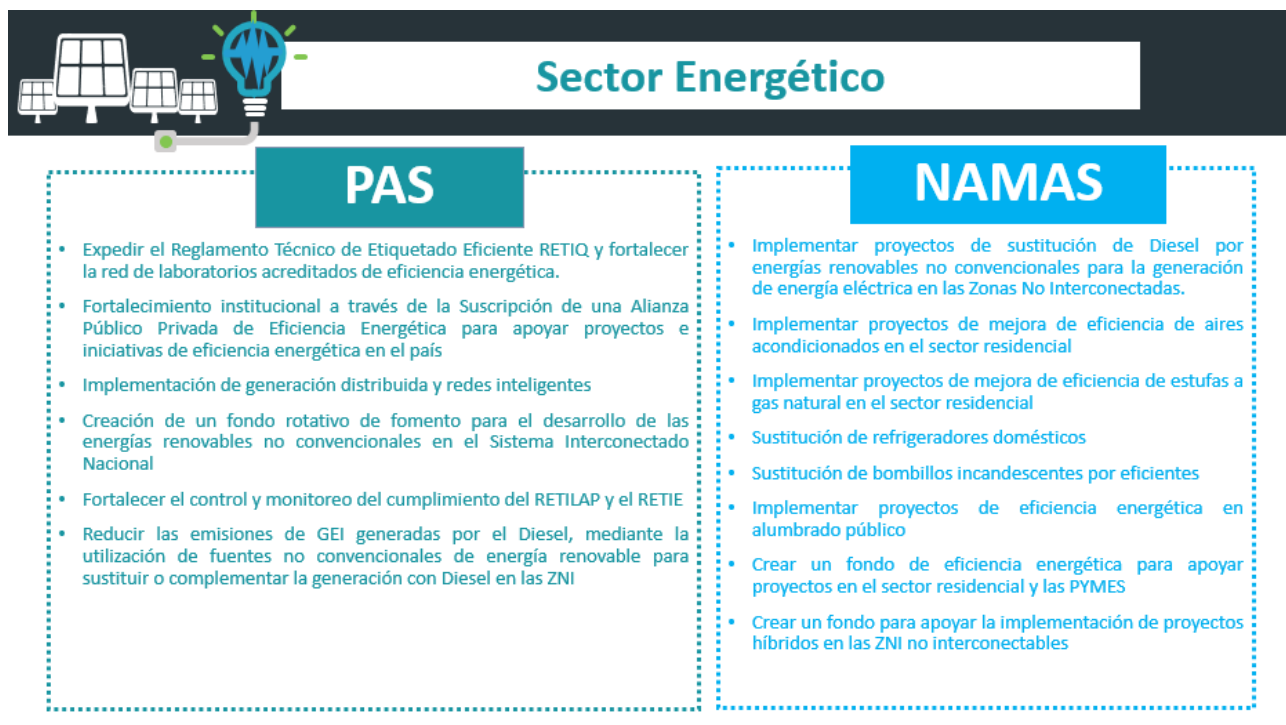 Sector Energético
PAS
• Expedir el Reglamento Técnico de Etiquetado Eficiente RETIQ y fortalecer
la red de laboratorios acreditados de eficiencia energética.
• Fortalecimiento institucional a través de la Suscripción de una Alianza
Público Privada de Eficiencia Energética para apoyar proyectos e
iniciativas de eficiencia energética en el país
• Implementación de generación distribuida y redes inteligentes
• Creación de un fondo rotativo de fomento para el desarrollo de las
energías renovables no convencionales en el Sistema Interconectado
Nacional
• Fortalecer el control y monitoreo del cumplimiento del RETILAP y el RETIE
• Reducir las emisiones de GEI generadas por el Diesel, mediante la
utilización de fuentes no convencionales de energía renovable para
sustituir o complementar la generación con Diesel en las ZNI
NAMAS
• Implementar proyectos de sustitución de Diesel por
energías renovables no convencionales para la generación
de energía eléctrica en las Zonas No Interconectadas.
• Implementar proyectos de mejora de eficiencia de aires
acondicionados en el sector residencial
• Implementar proyectos de mejora de eficiencia de estufas a
gas natural en el sector residencial
• Sustitución de refrigeradores domésticos
• Sustitución de bombillos incandescentes por eficientes
• Implementar proyectos de eficiencia energética en
alumbrado público
• Crear un fondo de eficiencia energética para apoyar
proyectos en el sector residencial y las PYMES
• Crear un fondo para apoyar la implementación de proyectos
híbridos en las ZNI no interconectables